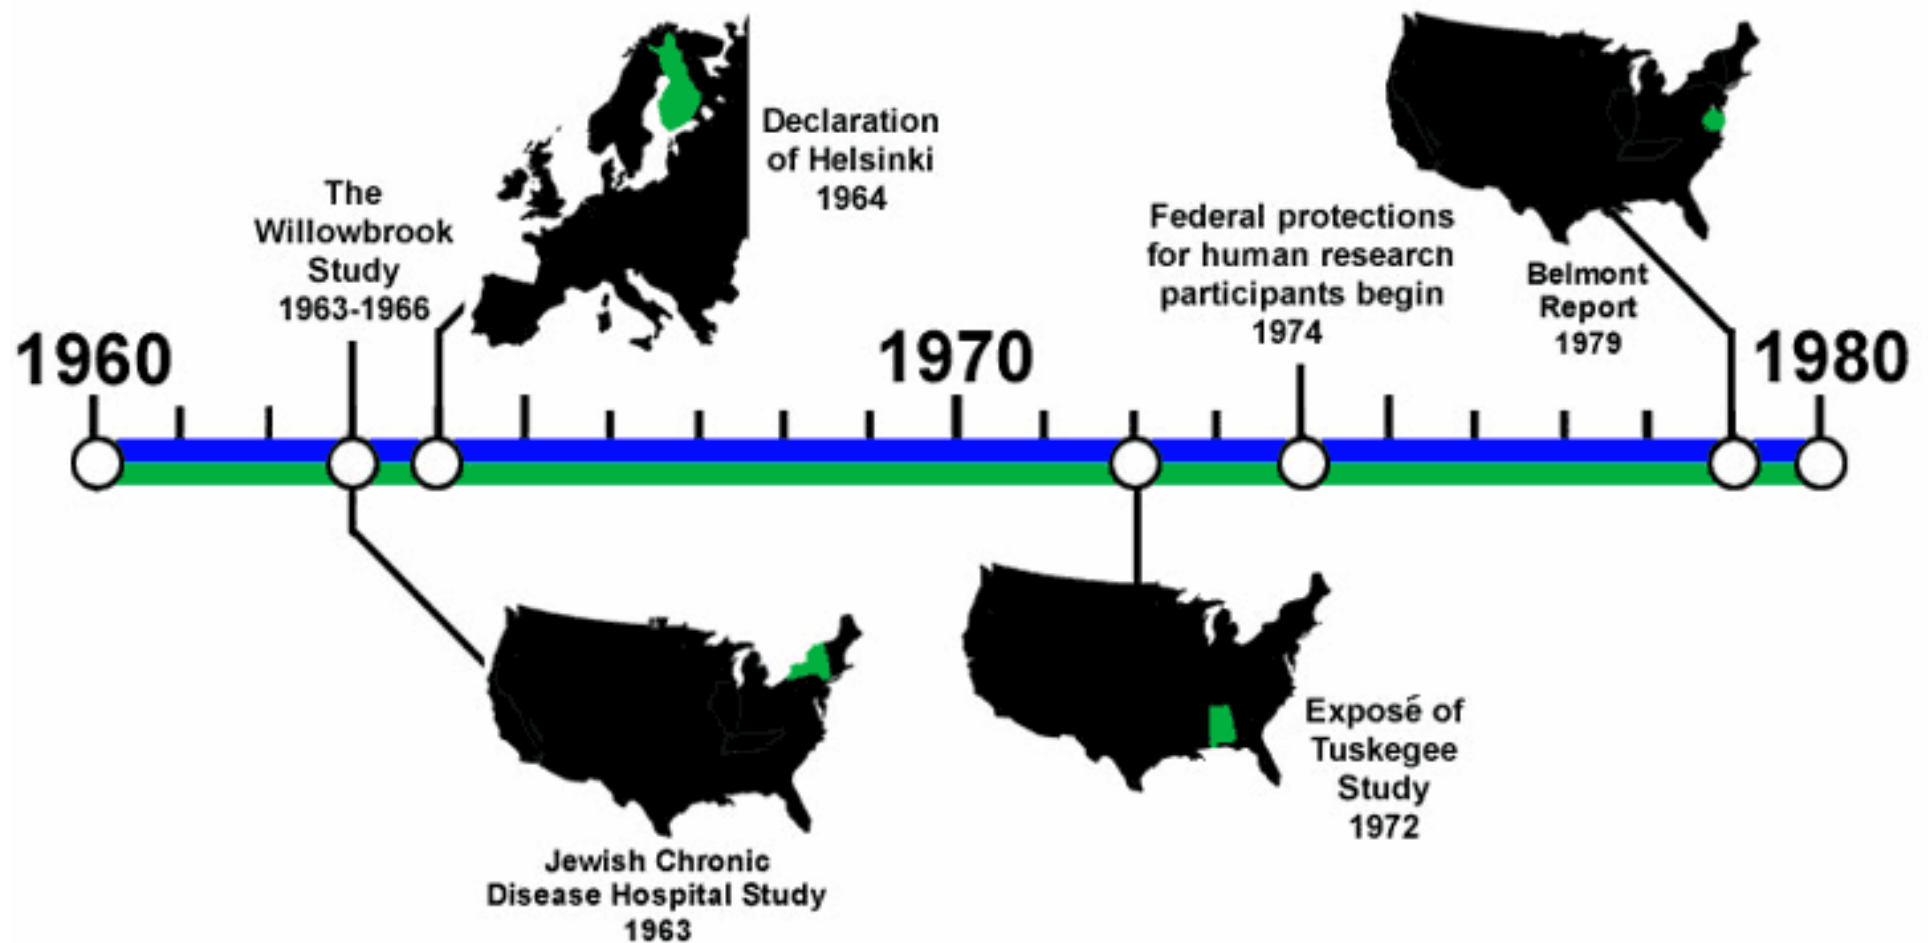 The
Willowbrook
Study
1963-1966
Declaration
of Helsinki
1964
Federal protections
for human research
participants begin
1974
Belmont
Report
1979
1960
1970
1980
Jewish Chronic
Disease Hospital Study
1963
Exposé of
Tuskegee
Study
1972